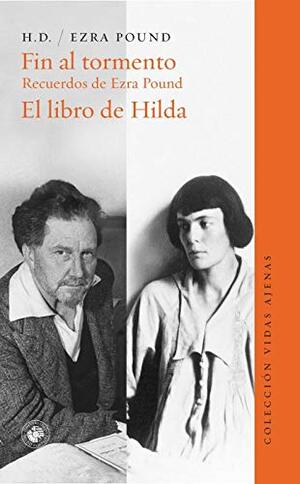 H.D. / EZRA POUND
Fin al tormento
Recuerdos de Ezra Pound
El libro de Hilda
COLECCIÓN VIDAS AJENAS